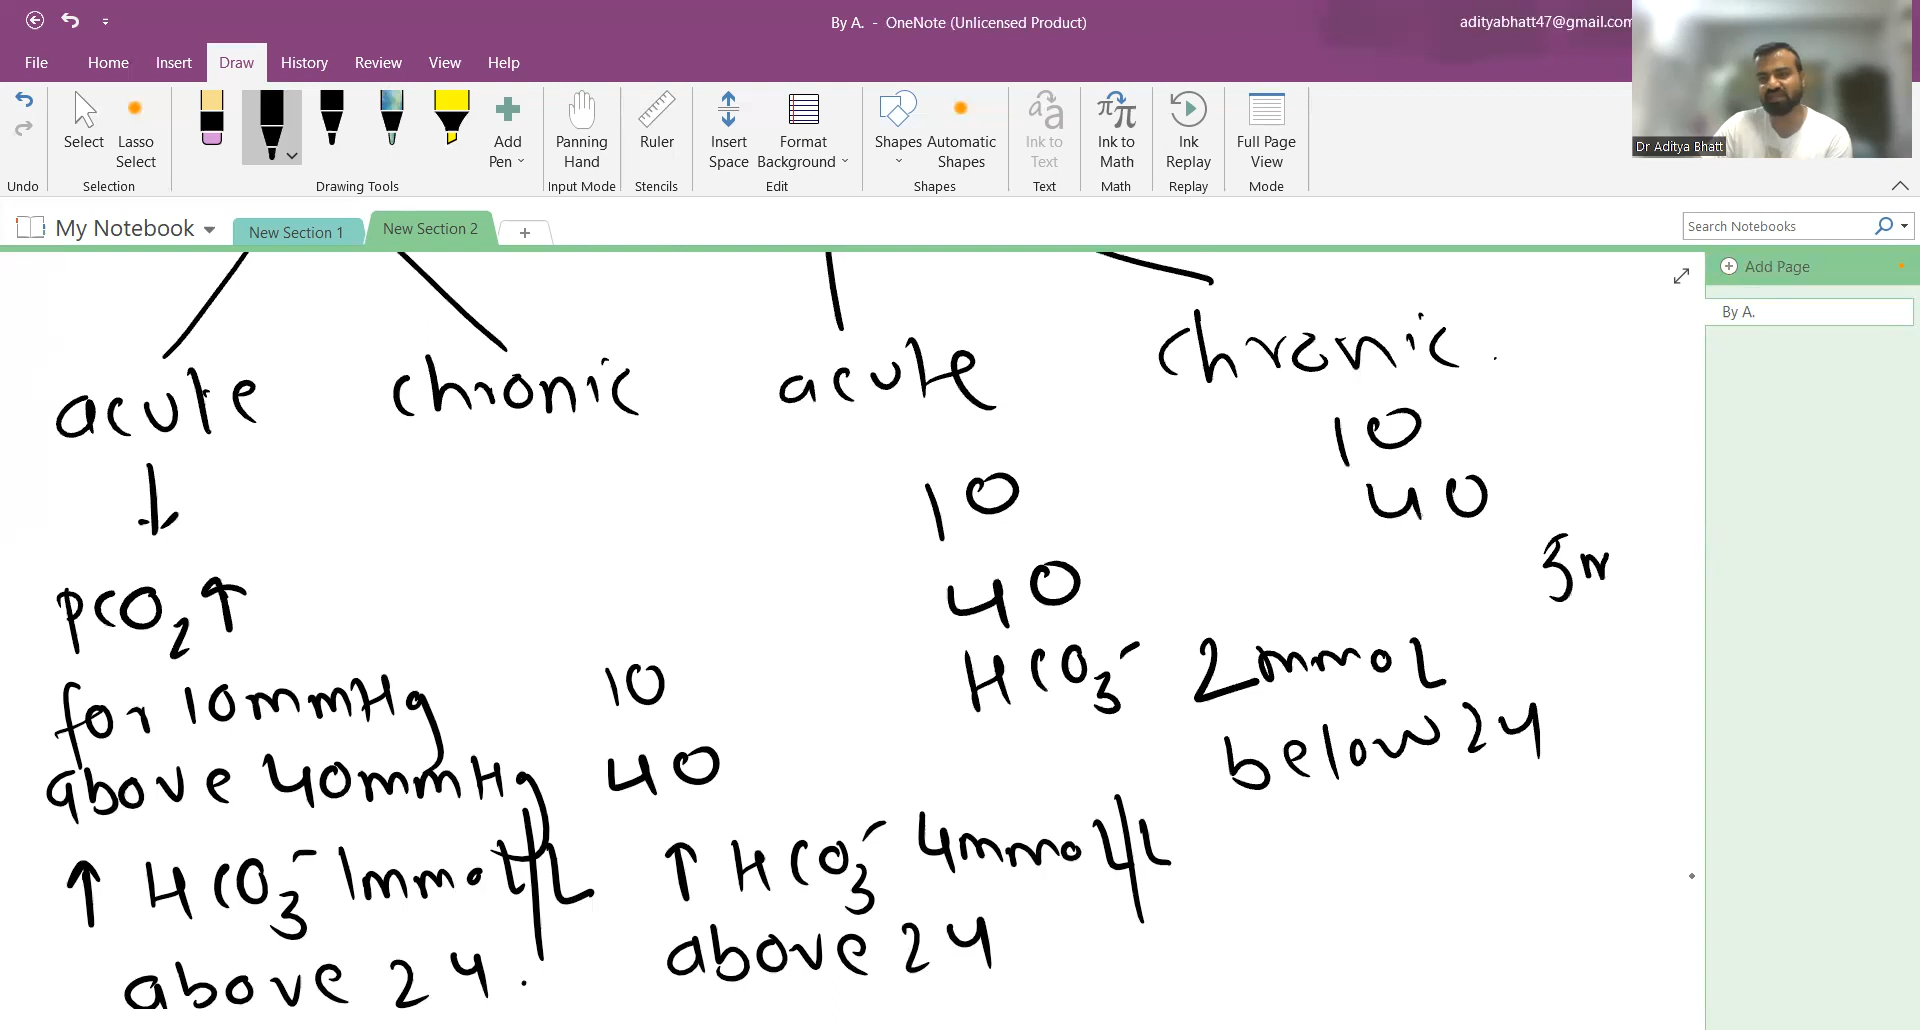 By A. - OneNote (Unlicensed Product)
adityabhatt47@gmail.com
File Home Insert Draw History Review View Help
Undo
Select
Lasso Select
Selection
Add Pen
Drawing Tools
Panning Hand
Input Mode
Ruler
Stencils
Insert Space
Format Background
Edit
Shapes
Automatic Shapes
Shapes
Ink to Text
Text
Ink to Math
Math
Ink Replay
Replay
Full Page View
Mode
Dr Aditya Bhatt
My Notebook
New Section 1
New Section 2
Search Notebooks
Add Page
By A.
acute
chronic
acute
chronic.
↓
pCO2↑
for 10mmHg
above 40mmHg
↑ HCO3- 1mmol/L
above 24.
10
40
↑ HCO3- 4mmol/L
above 24
10
40
HCO3- 2mmol
below 24
10
40
5m